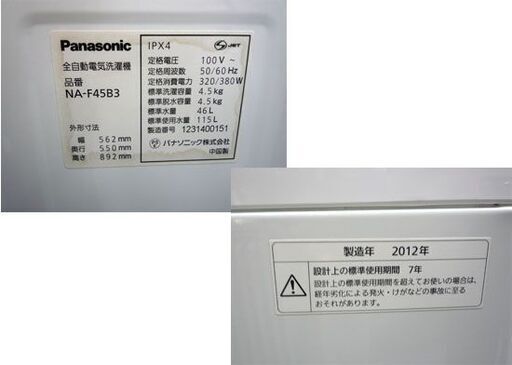 Panasonic
全自動電気洗濯機
品番
NA-F45B3
外形寸法
幅 562mm
奥行 550mm
高さ 892mm
IPX4
JET
定格電圧 100V～
定格周波数 50/60Hz
定格消費電力 320/380W
標準洗濯容量 4.5kg
標準脱水容量 4.5kg
標準水量 46L
標準使用水量 115L
製造番号 1231400151
パナソニック株式会社
中国製
製造年 2012年
設計上の標準使用期間 7年
設計上の標準使用期間を超えてお使いの場合は、
経年劣化による発火・けがなどの事故に至る
おそれがあります。